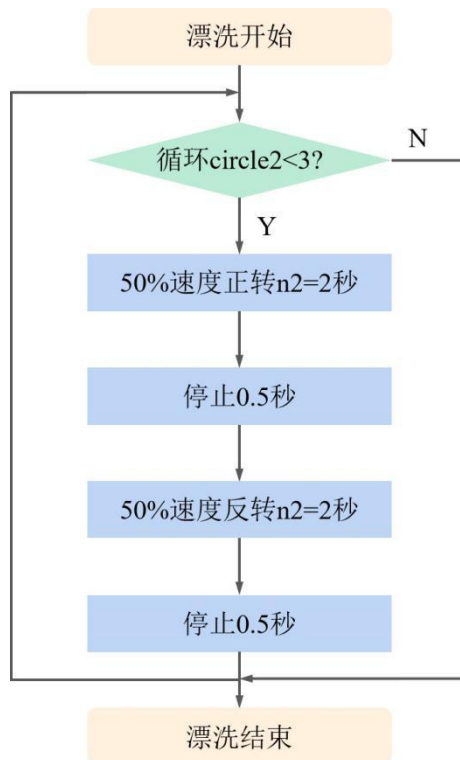 漂洗开始
循环circle2<3?
N
Y
50%速度正转n2=2秒
停止0.5秒
50%速度反转n2=2秒
停止0.5秒
漂洗结束